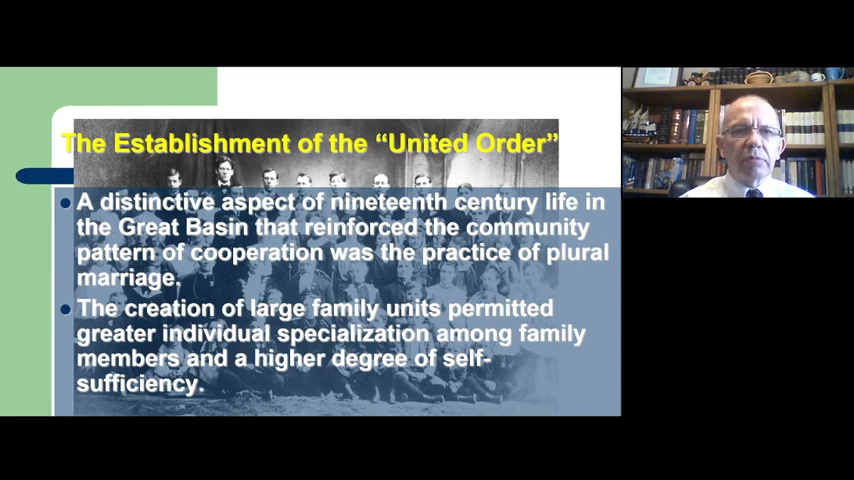 The Establishment of the “United Order”
A distinctive aspect of nineteenth century life in
the Great Basin that reinforced the community
pattern of cooperation was the practice of plural
marriage.
The creation of large family units permitted
greater individual specialization among family
members and a higher degree of self-
sufficiency.